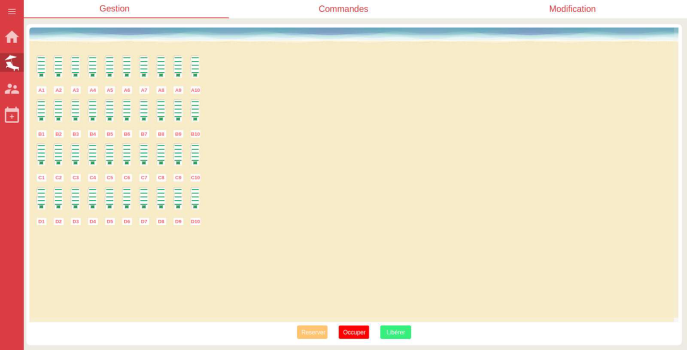 Gestion Commandes Modification
A1 A2 A3 A4 A5 A6 A7 A8 A9 A10
B1 B2 B3 B4 B5 B6 B7 B8 B9 B10
C1 C2 C3 C4 C5 C6 C7 C8 C9 C10
D1 D2 D3 D4 D5 D6 D7 D8 D9 D10
Occuper